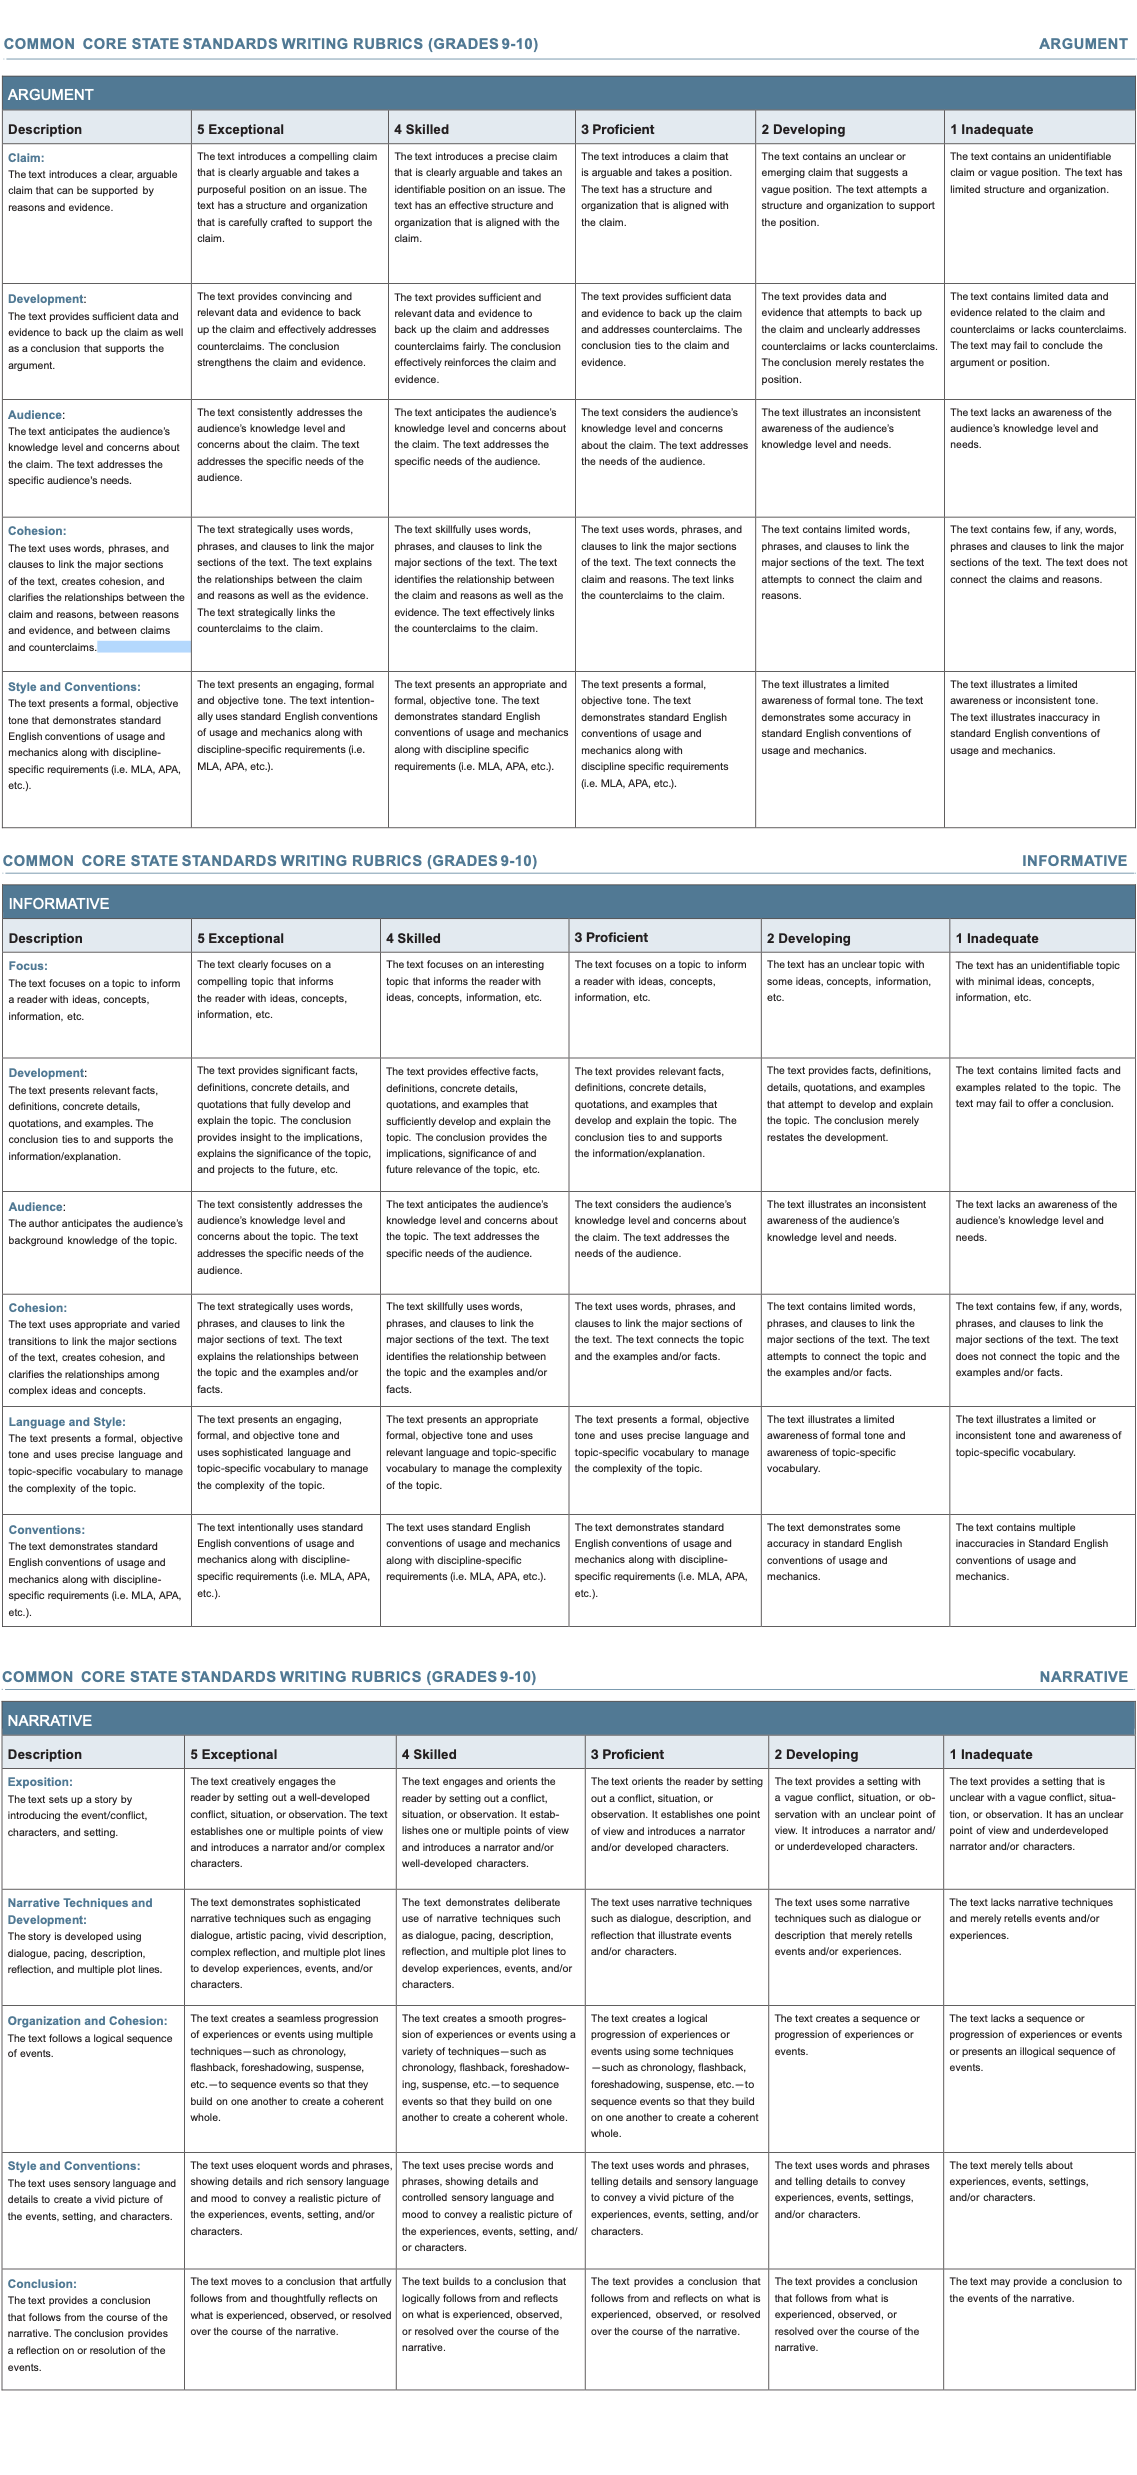 COMMON CORE STATE STANDARDS WRITING RUBRICS (GRADES 9-10)
ARGUMENT
ARGUMENT
Description
5 Exceptional
4 Skilled
3 Proficient
2 Developing
1 Inadequate
Claim:
The text introduces a clear, arguable
claim that can be supported by
reasons and evidence.
The text introduces a compelling claim
that is clearly arguable and takes a
purposeful position on an issue. The
text has a structure and organization
that is carefully crafted to support the
claim.
The text introduces a precise claim
that is clearly arguable and takes an
identifiable position on an issue. The
text has an effective structure and
organization that is aligned with the
claim.
The text introduces a claim that
is arguable and takes a position.
The text has a structure and
organization that is aligned with
the claim.
The text contains an unclear or
emerging claim that suggests a
vague position. The text attempts a
structure and organization to support
the position.
The text contains an unidentifiable
claim or vague position. The text has
limited structure and organization.
Development:
The text provides sufficient data and
evidence to back up the claim as well
as a conclusion that supports the
argument.
The text provides convincing and
relevant data and evidence to back
up the claim and effectively addresses
counterclaims. The conclusion
strengthens the claim and evidence.
The text provides sufficient and
relevant data and evidence to
back up the claim and addresses
counterclaims fairly. The conclusion
effectively reinforces the claim and
evidence.
The text provides sufficient data
and evidence to back up the claim
and addresses counterclaims. The
conclusion ties to the claim and
evidence.
The text provides data and
evidence that attempts to back up
the claim and unclearly addresses
counterclaims or lacks counterclaims.
The conclusion merely restates the
position.
The text contains limited data and
evidence related to the claim and
counterclaims or lacks counterclaims.
The text may fail to conclude the
argument or position.
Audience:
The text anticipates the audience's
knowledge level and concerns about
the claim. The text addresses the
specific audience's needs.
The text consistently addresses the
audience's knowledge level and
concerns about the claim. The text
addresses the specific needs of the
audience.
The text anticipates the audience's
knowledge level and concerns about
the claim. The text addresses the
specific needs of the audience.
The text considers the audience's
knowledge level and concerns
about the claim. The text addresses
the needs of the audience.
The text illustrates an inconsistent
awareness of the audience's
knowledge level and needs.
The text lacks an awareness of the
audience's knowledge level and
needs.
Cohesion:
The text uses words, phrases, and
clauses to link the major sections
of the text, creates cohesion, and
clarifies the relationships between the
claim and reasons, between reasons
and evidence, and between claims
and counterclaims.
The text strategically uses words,
phrases, and clauses to link the major
sections of the text. The text explains
the relationships between the claim
and reasons as well as the evidence.
The text strategically links the
counterclaims to the claim.
The text skillfully uses words,
phrases, and clauses to link the
major sections of the text. The text
identifies the relationship between
the claim and reasons as well as the
evidence. The text effectively links
the counterclaims to the claim.
The text uses words, phrases, and
clauses to link the major sections
of the text. The text connects the
claim and reasons. The text links
the counterclaims to the claim.
The text contains limited words,
phrases, and clauses to link the
major sections of the text. The text
attempts to connect the claim and
reasons.
The text contains few, if any, words,
phrases and clauses to link the major
sections of the text. The text does not
connect the claims and reasons.
Style and Conventions:
The text presents a formal, objective
tone that demonstrates standard
English conventions of usage and
mechanics along with discipline-
specific requirements (i.e. MLA, APA,
etc.).
The text presents an engaging, formal
and objective tone. The text intention-
ally uses standard English conventions
of usage and mechanics along with
discipline-specific requirements (i.e.
MLA, APA, etc.).
The text presents an appropriate and
formal, objective tone. The text
demonstrates standard English
conventions of usage and mechanics
along with discipline specific
requirements (i.e. MLA, APA, etc.).
The text presents a formal,
objective tone. The text
demonstrates standard English
conventions of usage and
mechanics along with
discipline specific requirements
(i.e. MLA, APA, etc.).
The text illustrates a limited
awareness of formal tone. The text
demonstrates some accuracy in
standard English conventions of
usage and mechanics.
The text illustrates a limited
awareness or inconsistent tone.
The text illustrates inaccuracy in
standard English conventions of
usage and mechanics.
COMMON CORE STATE STANDARDS WRITING RUBRICS (GRADES 9-10)
INFORMATIVE
INFORMATIVE
Description
5 Exceptional
4 Skilled
3 Proficient
2 Developing
1 Inadequate
Focus:
The text focuses on a topic to inform
a reader with ideas, concepts,
information, etc.
The text clearly focuses on a
compelling topic that informs
the reader with ideas, concepts,
information, etc.
The text focuses on an interesting
topic that informs the reader with
ideas, concepts, information, etc.
The text focuses on a topic to inform
a reader with ideas, concepts,
information, etc.
The text has an unclear topic with
some ideas, concepts, information,
etc.
The text has an unidentifiable topic
with minimal ideas, concepts,
information, etc.
Development:
The text presents relevant facts,
definitions, concrete details,
quotations, and examples. The
conclusion ties to and supports the
information/explanation.
The text provides significant facts,
definitions, concrete details, and
quotations that fully develop and
explain the topic. The conclusion
provides insight to the implications,
explains the significance of the topic,
and projects to the future, etc.
The text provides effective facts,
definitions, concrete details,
quotations, and examples that
sufficiently develop and explain the
topic. The conclusion provides the
implications, significance of and
future relevance of the topic, etc.
The text provides relevant facts,
definitions, concrete details,
quotations, and examples that
develop and explain the topic. The
conclusion ties to and supports
the information/explanation.
The text provides facts, definitions,
details, quotations, and examples
that attempt to develop and explain
the topic. The conclusion merely
restates the development.
The text contains limited facts and
examples related to the topic. The
text may fail to offer a conclusion.
Audience:
The author anticipates the audience's
background knowledge of the topic.
The text consistently addresses the
audience's knowledge level and
concerns about the topic. The text
addresses the specific needs of the
audience.
The text anticipates the audience's
knowledge level and concerns about
the topic. The text addresses the
specific needs of the audience.
The text considers the audience's
knowledge level and concerns about
the claim. The text addresses the
needs of the audience.
The text illustrates an inconsistent
awareness of the audience's
knowledge level and needs.
The text lacks an awareness of the
audience's knowledge level and
needs.
Cohesion:
The text uses appropriate and varied
transitions to link the major sections
of the text, creates cohesion, and
clarifies the relationships among
complex ideas and concepts.
The text strategically uses words,
phrases, and clauses to link the
major sections of text. The text
explains the relationships between
the topic and the examples and/or
facts.
The text skillfully uses words,
phrases, and clauses to link the
major sections of the text. The text
identifies the relationship between
the topic and the examples and/or
facts.
The text uses words, phrases, and
clauses to link the major sections of
the text. The text connects the topic
and the examples and/or facts.
The text contains limited words,
phrases, and clauses to link the
major sections of the text. The text
attempts to connect the topic and
the examples and/or facts.
The text contains few, if any, words,
phrases, and clauses to link the
major sections of the text. The text
does not connect the topic and the
examples and/or facts.
Language and Style:
The text presents a formal, objective
tone and uses precise language and
topic-specific vocabulary to manage
the complexity of the topic.
The text presents an engaging,
formal, and objective tone and
uses sophisticated language and
topic-specific vocabulary to manage
the complexity of the topic.
The text presents an appropriate
formal, objective tone and uses
relevant language and topic-specific
vocabulary to manage the complexity
of the topic.
The text presents a formal, objective
tone and uses precise language and
topic-specific vocabulary to manage
the complexity of the topic.
The text illustrates a limited
awareness of formal tone and
awareness of topic-specific
vocabulary.
The text illustrates a limited or
inconsistent tone and awareness of
topic-specific vocabulary.
Conventions:
The text demonstrates standard
English conventions of usage and
mechanics along with discipline-
specific requirements (i.e. MLA, APA,
etc.).
The text intentionally uses standard
English conventions of usage and
mechanics along with discipline-
specific requirements (i.e. MLA, APA,
etc.).
The text uses standard English
conventions of usage and mechanics
along with discipline-specific
requirements (i.e. MLA, APA, etc.).
The text demonstrates standard
English conventions of usage and
mechanics along with discipline-
specific requirements (i.e. MLA, APA,
etc.).
The text demonstrates some
accuracy in standard English
conventions of usage and
mechanics.
The text contains multiple
inaccuracies in Standard English
conventions of usage and
mechanics.
COMMON CORE STATE STANDARDS WRITING RUBRICS (GRADES 9-10)
NARRATIVE
NARRATIVE
Description
5 Exceptional
4 Skilled
3 Proficient
2 Developing
1 Inadequate
Exposition:
The text sets up a story by
introducing the event/conflict,
characters, and setting.
The text creatively engages the
reader by setting out a well-developed
conflict, situation, or observation. The text
establishes one or multiple points of view
and introduces a narrator and/or complex
characters.
The text engages and orients the
reader by setting out a conflict,
situation, or observation. It estab-
lishes one or multiple points of view
and introduces a narrator and/or
well-developed characters.
The text orients the reader by setting
out a conflict, situation, or
observation. It establishes one point
of view and introduces a narrator
and/or developed characters.
The text provides a setting with
a vague conflict, situation, or ob-
servation with an unclear point of
view. It introduces a narrator and/
or underdeveloped characters.
The text provides a setting that is
unclear with a vague conflict, situa-
tion, or observation. It has an unclear
point of view and underdeveloped
narrator and/or characters.
Narrative Techniques and
Development:
The story is developed using
dialogue, pacing, description,
reflection, and multiple plot lines.
The text demonstrates sophisticated
narrative techniques such as engaging
dialogue, artistic pacing, vivid description,
complex reflection, and multiple plot lines
to develop experiences, events, and/or
characters.
The text demonstrates deliberate
use of narrative techniques such
as dialogue, pacing, description,
reflection, and multiple plot lines to
develop experiences, events, and/or
characters.
The text uses narrative techniques
such as dialogue, description, and
reflection that illustrate events
and/or characters.
The text uses some narrative
techniques such as dialogue or
description that merely retells
events and/or experiences.
The text lacks narrative techniques
and merely retells events and/or
experiences.
Organization and Cohesion:
The text follows a logical sequence
of events.
The text creates a seamless progression
of experiences or events using multiple
techniques—such as chronology,
flashback, foreshadowing, suspense,
etc.—to sequence events so that they
build on one another to create a coherent
whole.
The text creates a smooth progres-
sion of experiences or events using a
variety of techniques—such as
chronology, flashback, foreshadow-
ing, suspense, etc.—to sequence
events so that they build on one
another to create a coherent whole.
The text creates a logical
progression of experiences or
events using some techniques
—such as chronology, flashback,
foreshadowing, suspense, etc.—to
sequence events so that they build
on one another to create a coherent
whole.
The text creates a sequence or
progression of experiences or
events.
The text lacks a sequence or
progression of experiences or events
or presents an illogical sequence of
events.
Style and Conventions:
The text uses sensory language and
details to create a vivid picture of
the events, setting, and characters.
The text uses eloquent words and phrases,
showing details and rich sensory language
and mood to convey a realistic picture of
the experiences, events, setting, and/or
characters.
The text uses precise words and
phrases, showing details and
controlled sensory language and
mood to convey a realistic picture of
the experiences, events, setting, and/
or characters.
The text uses words and phrases,
telling details and sensory language
to convey a vivid picture of the
experiences, events, setting, and/or
characters.
The text uses words and phrases
and telling details to convey
experiences, events, settings,
and/or characters.
The text merely tells about
experiences, events, settings,
and/or characters.
Conclusion:
The text provides a conclusion
that follows from the course of the
narrative. The conclusion provides
a reflection on or resolution of the
events.
The text moves to a conclusion that artfully
follows from and thoughtfully reflects on
what is experienced, observed, or resolved
over the course of the narrative.
The text builds to a conclusion that
logically follows from and reflects
on what is experienced, observed,
or resolved over the course of the
narrative.
The text provides a conclusion that
follows from and reflects on what is
experienced, observed, or resolved
over the course of the narrative.
The text provides a conclusion
that follows from what is
experienced, observed, or
resolved over the course of the
narrative.
The text may provide a conclusion to
the events of the narrative.